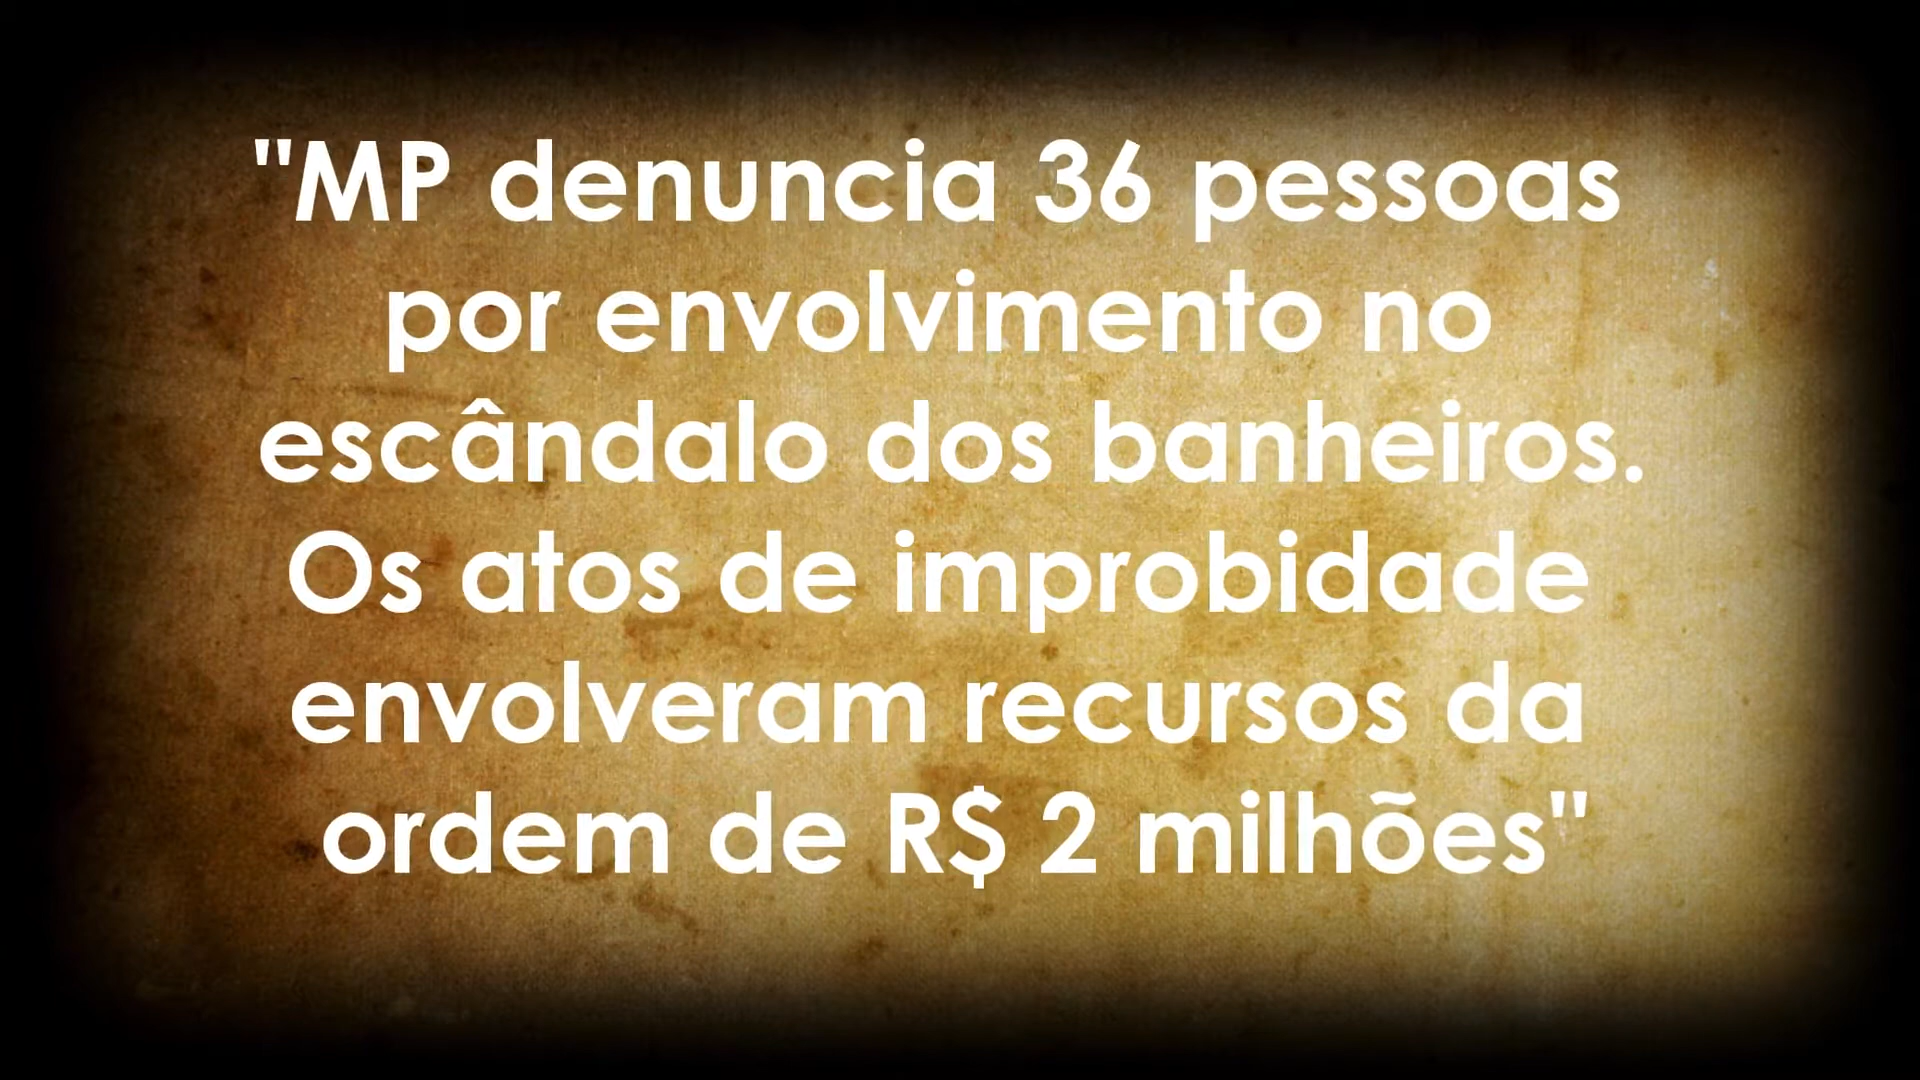 "MP denuncia 36 pessoas
por envolvimento no
escândalo dos banheiros.
Os atos de improbidade
envolveram recursos da
ordem de R$ 2 milhões"